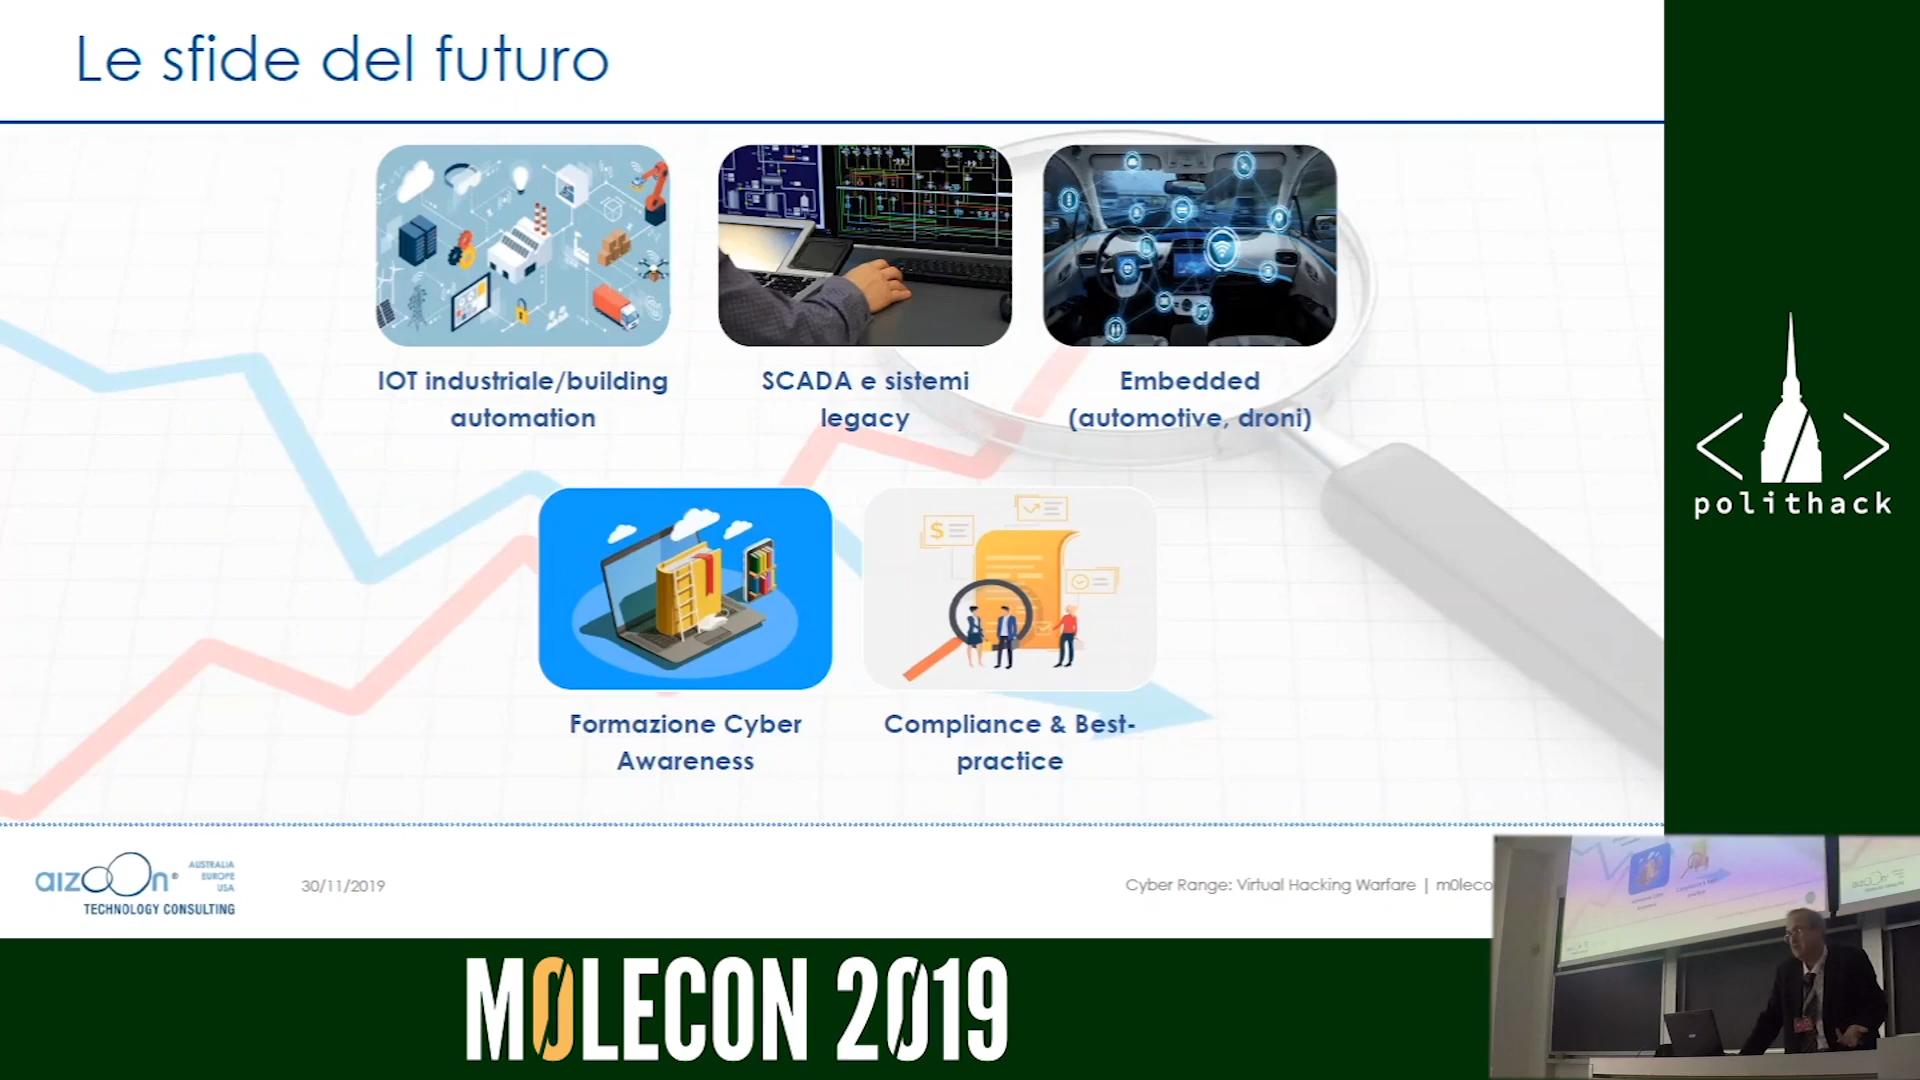 Le sfide del futuro
IOT industriale/building
automation
SCADA e sistemi
legacy
Embedded
(automotive, droni)
Formazione Cyber
Awareness
Compliance & Best-
practice
aizoOn®
AUSTRALIA
EUROPE
USA
TECHNOLOGY CONSULTING
30/11/2019
Cyber Range: Virtual Hacking Warfare | m0leco
< >
polithack
M0LECON 2019